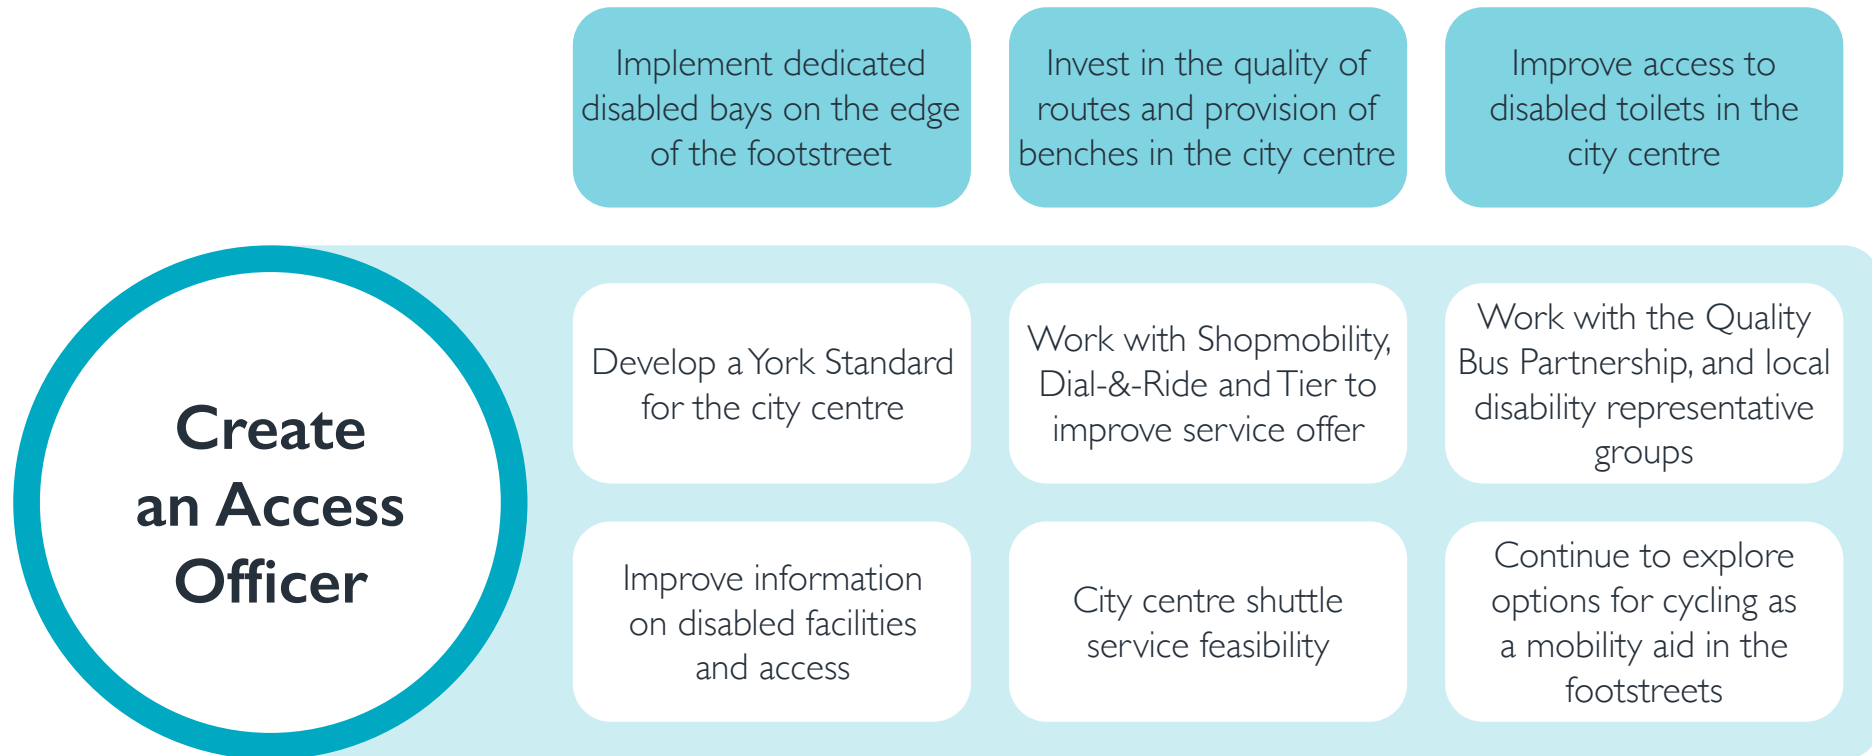 Implement dedicated
disabled bays on the edge
of the footstreet
Invest in the quality of
routes and provision of
benches in the city centre
Improve access to
disabled toilets in the
city centre
Create
an Access
Officer
Develop a York Standard
for the city centre
Work with Shopmobility,
Dial-&-Ride and Tier to
improve service offer
Work with the Quality
Bus Partnership, and local
disability representative
groups
Improve information
on disabled facilities
and access
City centre shuttle
service feasibility
Continue to explore
options for cycling as
a mobility aid in the
footstreets